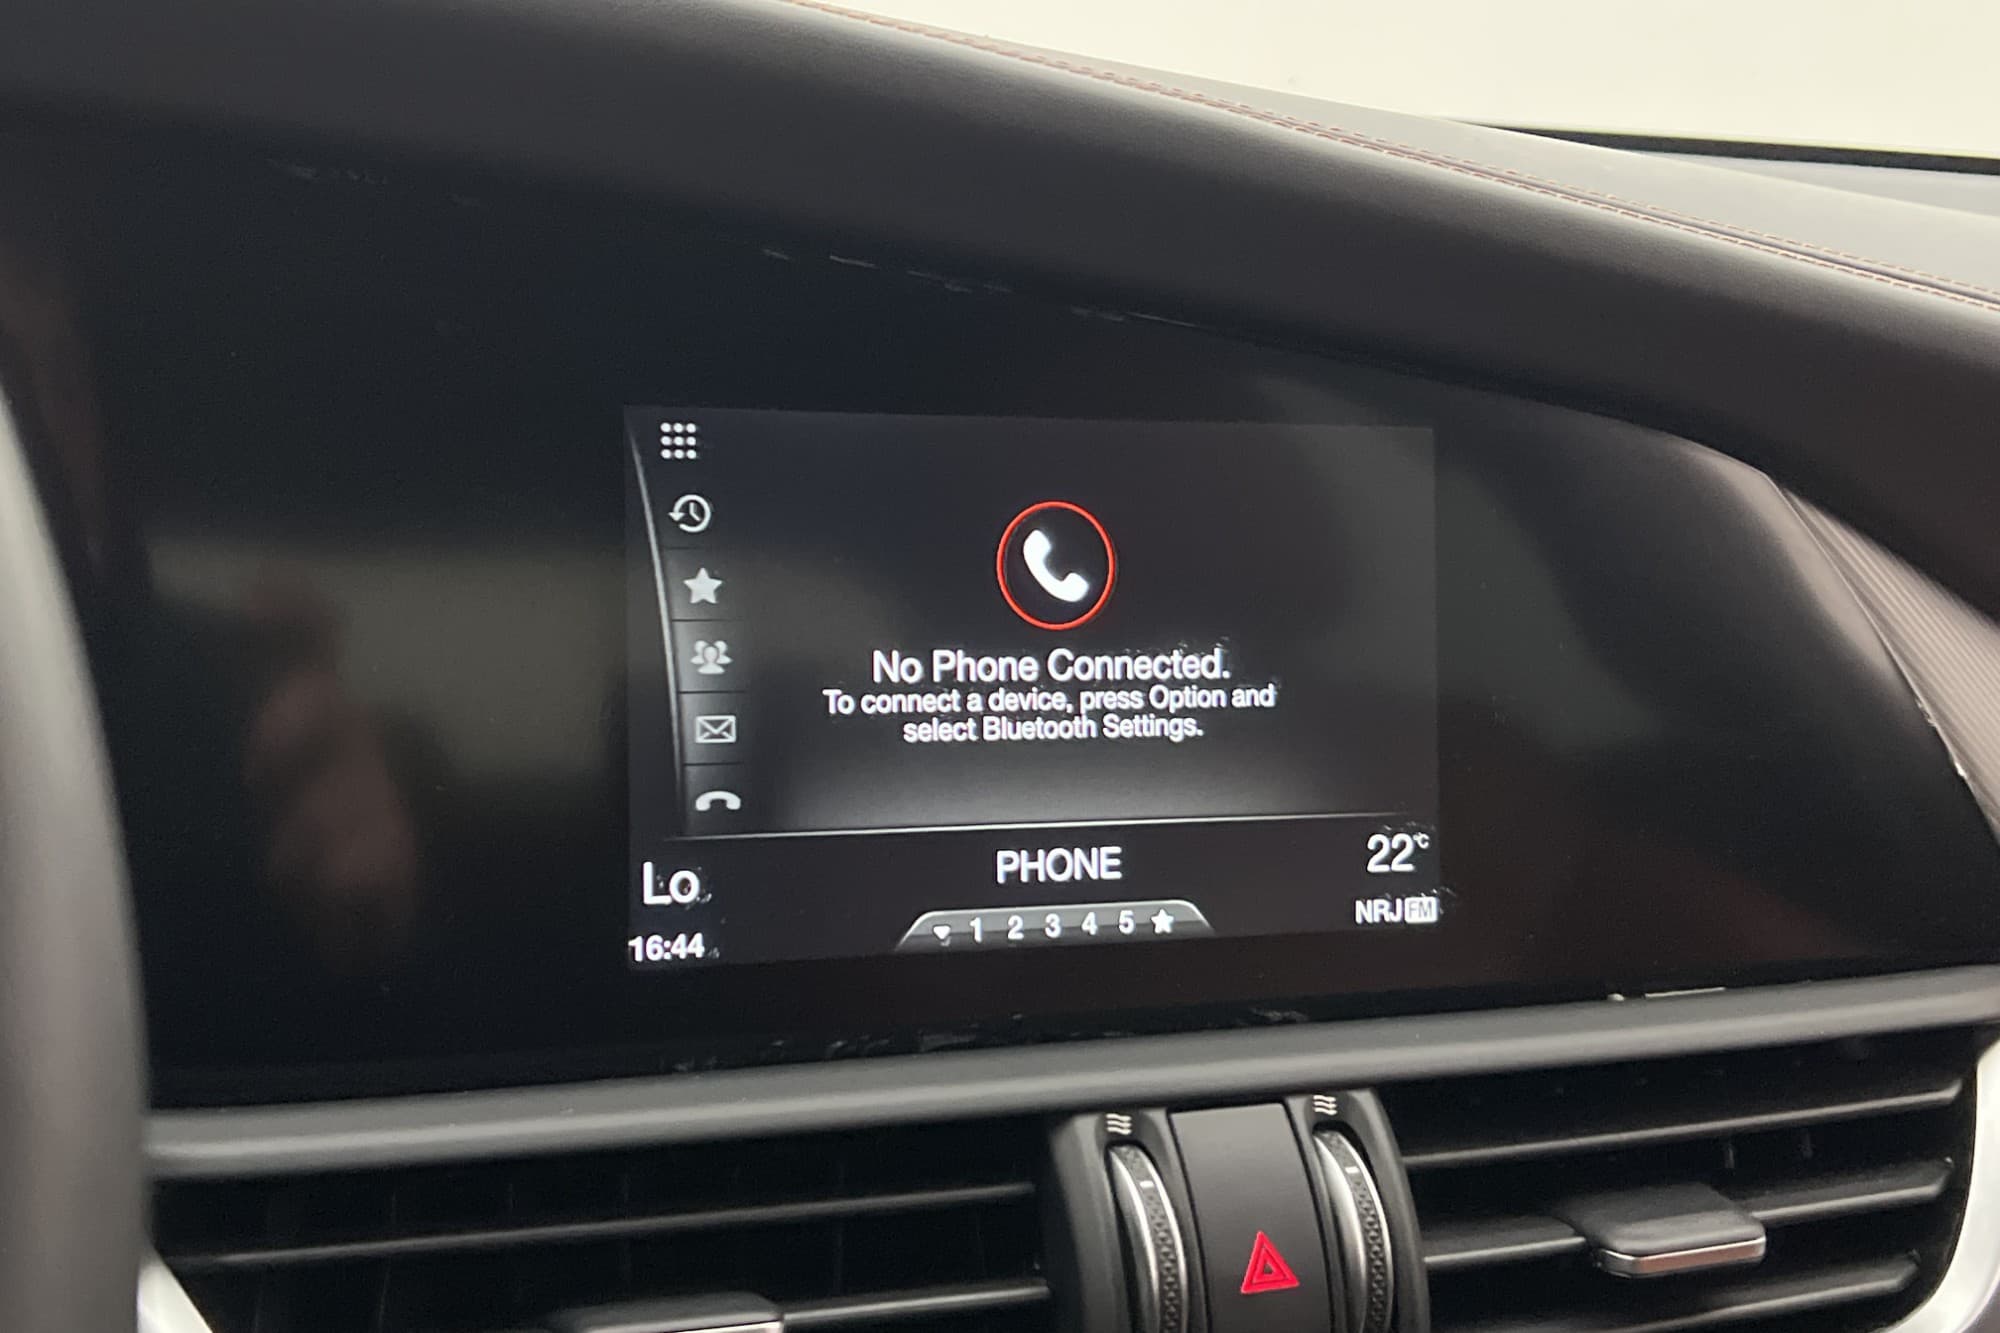 No Phone Connected.
To connect a device, press Option and
select Bluetooth Settings.
Lo
PHONE
22°C
1 2 3 4 5
NRJ FM
16:44